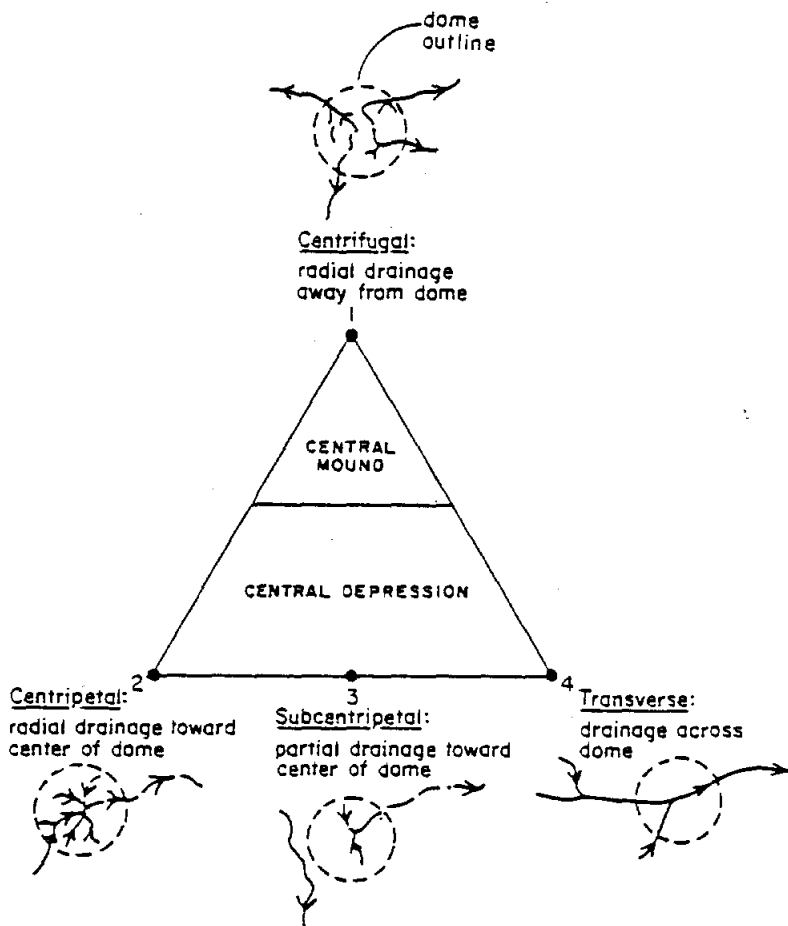 dome
outline
Centrifugal:
radial drainage
away from dome
1
CENTRAL
MOUND
CENTRAL DEPRESSION
2
3
4
Centripetal:
radial drainage toward
center of dome
Subcentripetal:
partial drainage toward
center of dome
Transverse:
drainage across
dome